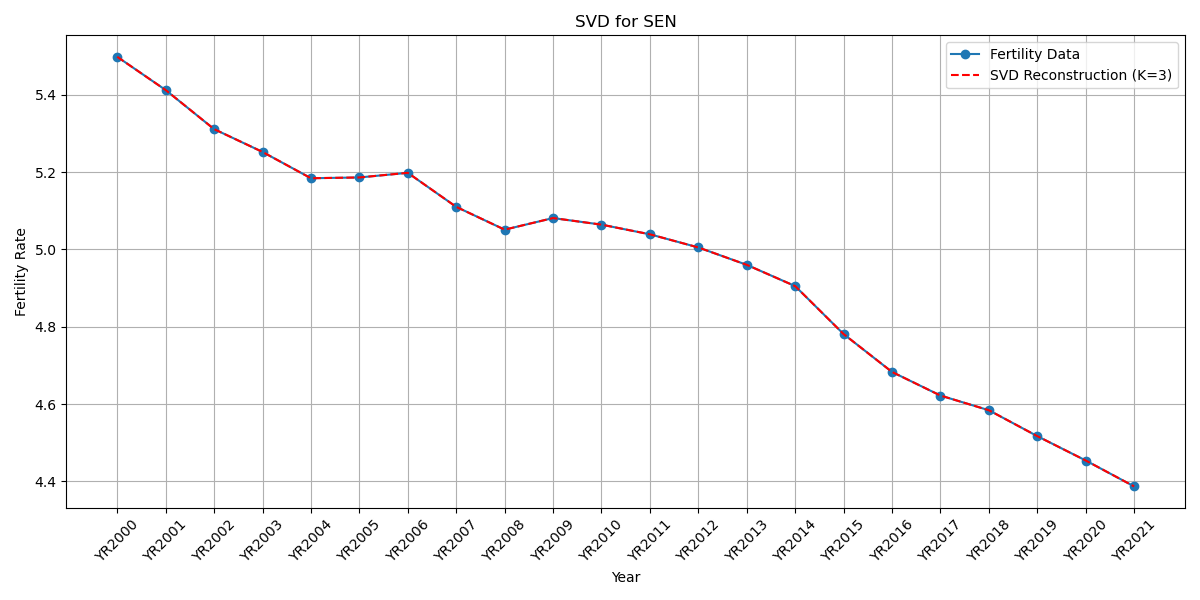 SVD for SEN
Fertility Data
SVD Reconstruction (K=3)
Fertility Rate
5.4
5.2
5.0
4.8
4.6
4.4
YR2000
YR2001
YR2002
YR2003
YR2004
YR2005
YR2006
YR2007
YR2008
YR2009
YR2010
YR2011
YR2012
YR2013
YR2014
YR2015
YR2016
YR2017
YR2018
YR2019
YR2020
YR2021
Year